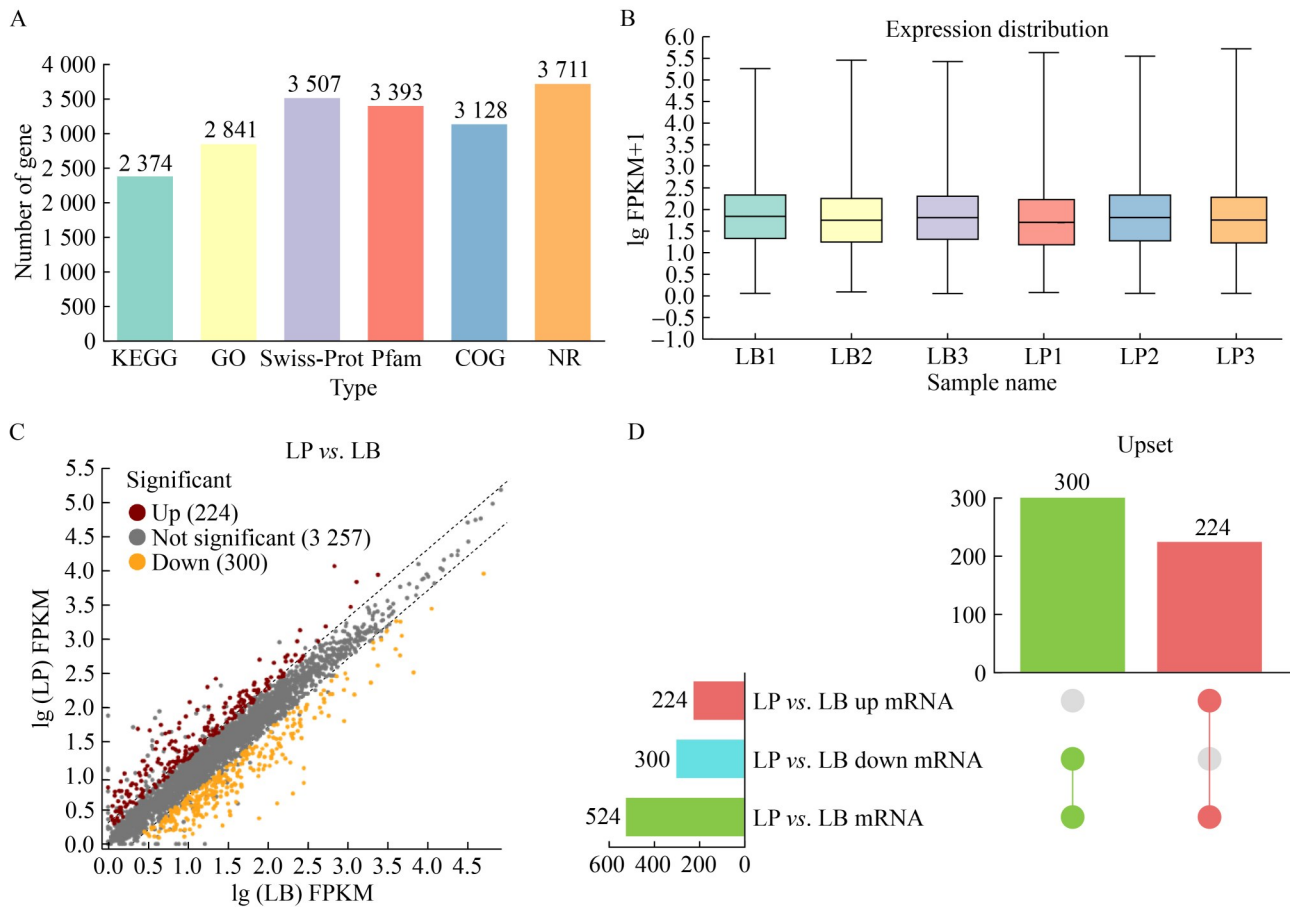 A
Number of gene
4 000
3 500
3 000
2 500
2 000
1 500
1 000
500
0
2 374
2 841
3 507
3 393
3 128
3 711
KEGG GO Swiss-Prot Pfam COG NR
Type
B
Expression distribution
lg FPKM+1
6.0
5.5
5.0
4.5
4.0
3.5
3.0
2.5
2.0
1.5
1.0
0.5
0.0
–0.5
–1.0
LB1 LB2 LB3 LP1 LP2 LP3
Sample name
C
LP vs. LB
lg (LP) FPKM
5.5
5.0
4.5
4.0
3.5
3.0
2.5
2.0
1.5
1.0
0.5
0.0
Significant
Up (224)
Not significant (3 257)
Down (300)
0.0 0.5 1.0 1.5 2.0 2.5 3.0 3.5 4.0 4.5
lg (LB) FPKM
D
Upset
300
200
100
0
300
224
224 LP vs. LB up mRNA
300 LP vs. LB down mRNA
524 LP vs. LB mRNA
600 400 200 0